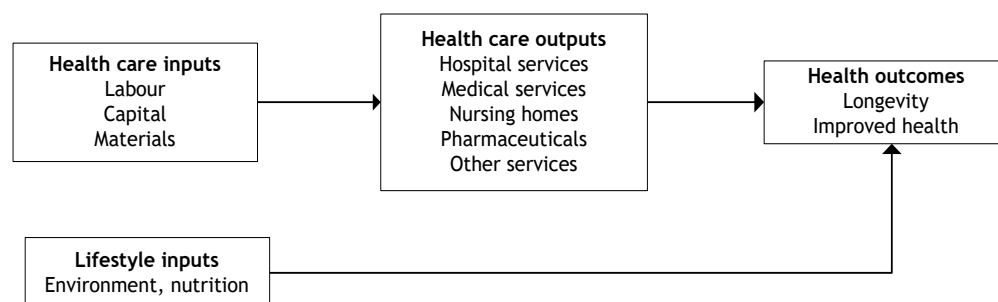 Health care inputs
Labour
Capital
Materials
Health care outputs
Hospital services
Medical services
Nursing homes
Pharmaceuticals
Other services
Health outcomes
Longevity
Improved health
Lifestyle inputs
Environment, nutrition